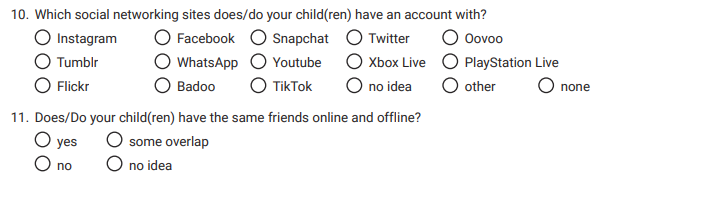 10. Which social networking sites does/do your child(ren) have an account with?
Instagram Facebook Snapchat Twitter Oovoo
Tumblr WhatsApp Youtube Xbox Live PlayStation Live
Flickr Badoo TikTok no idea other none
11. Does/Do your child(ren) have the same friends online and offline?
yes some overlap
no no idea